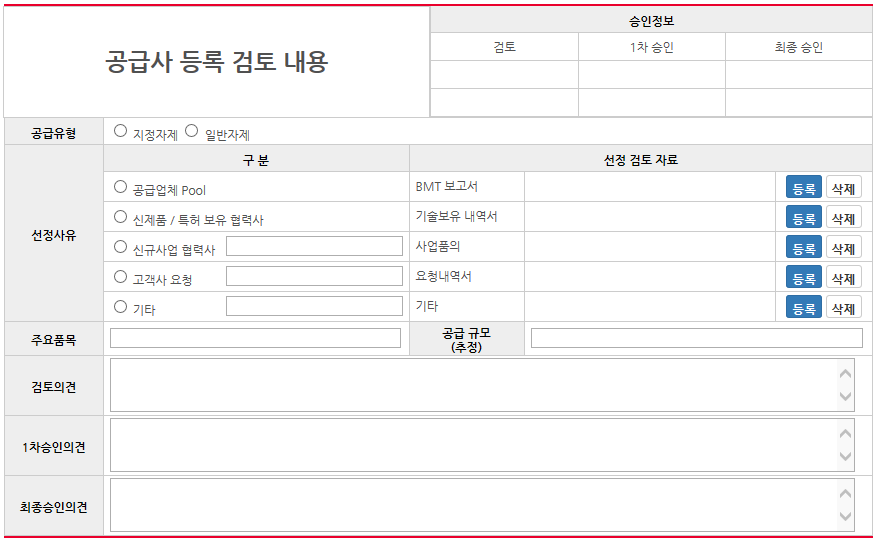 공급사 등록 검토 내용
승인정보
검토 1차 승인 최종 승인
공급유형 지정자제 일반자제
선정사유
구 분 선정 검토 자료
공급업체 Pool BMT 보고서 등록 삭제
신제품 / 특허 보유 협력사 기술보유 내역서 등록 삭제
신규사업 협력사 사업품의 등록 삭제
고객사 요청 요청내역서 등록 삭제
기타 기타 등록 삭제
주요품목 공급 규모
(추정)
검토의견
1차승인의견
최종승인의견